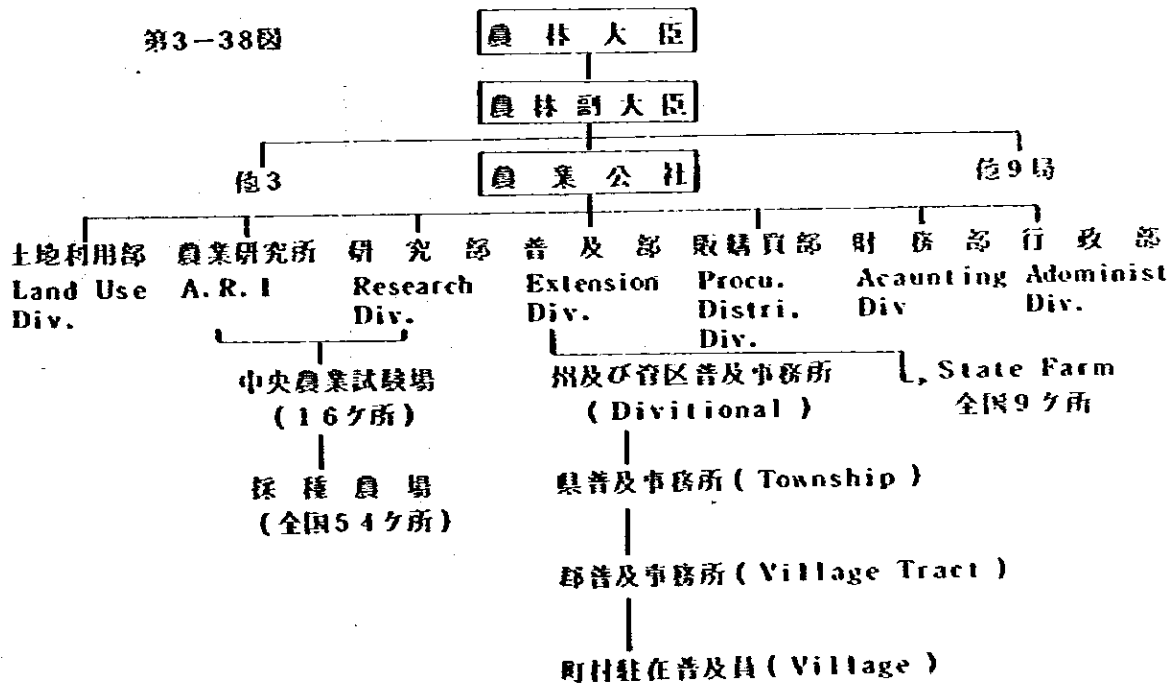 第3-38図
農林大臣
農林副大臣
他3
農業公社
他9局
土地利用部 農業研究所 研究部 普及部 販購買部 財務部 行政部
Land Use A.R.I Research Extension Procu. Acaunting Adominist
Div. Div. Div. Distri. Div Div.
Div.
中央農業試験場 州及び管区普及事務所 State Farm
(16ケ所) (Divitional) 全国9ケ所
採種農場 県普及事務所(Township)
(全国54ケ所)
郡普及事務所(Village Tract)
町村駐在普及員(Village)